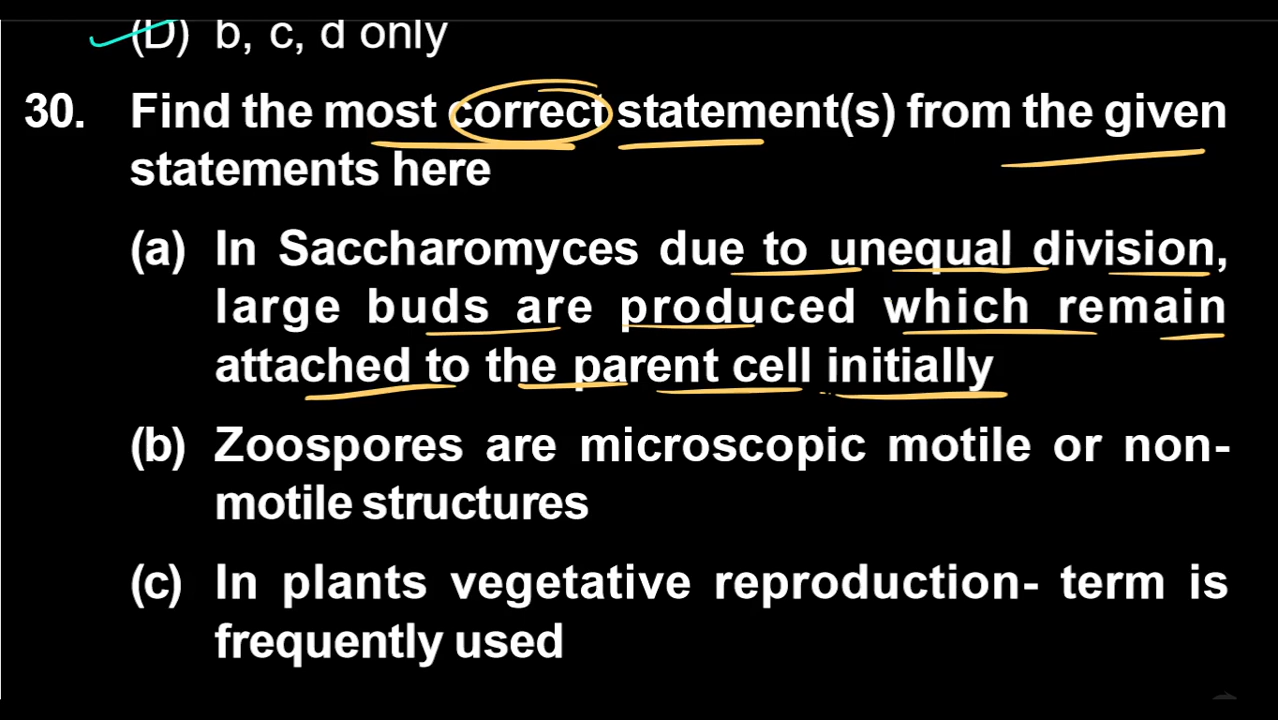 (D) b, c, d only
30. Find the most correct statement(s) from the given
statements here
(a) In Saccharomyces due to unequal division,
large buds are produced which remain
attached to the parent cell initially
(b) Zoospores are microscopic motile or non-
motile structures
(c) In plants vegetative reproduction- term is
frequently used